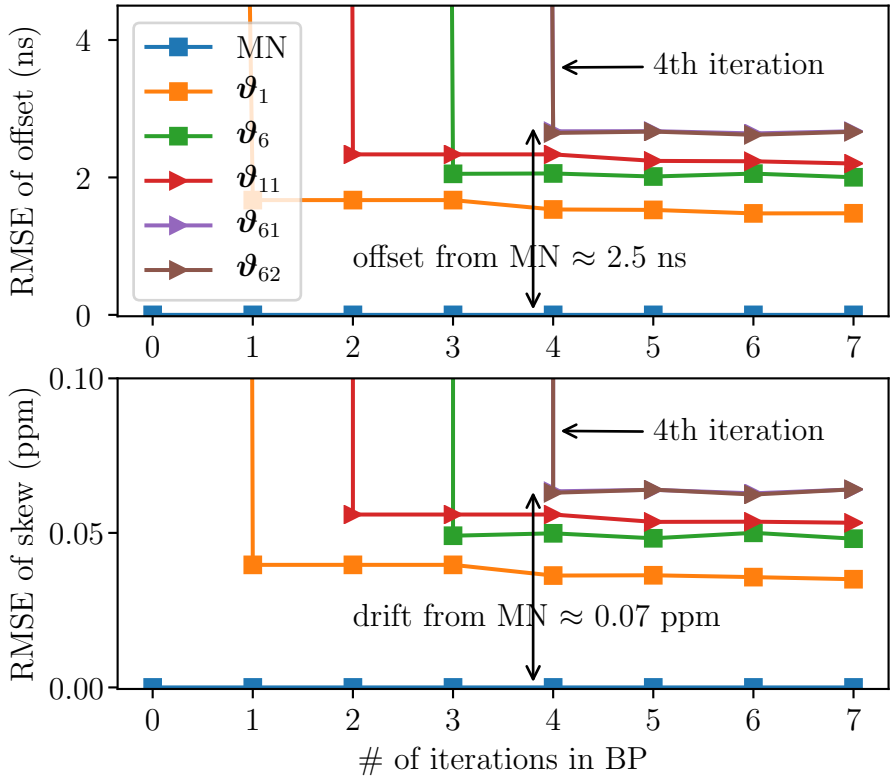 RMSE of offset (ns)
4
2
0
MN
ϑ1
ϑ6
ϑ11
ϑ61
ϑ62
4th iteration
offset from MN ≈ 2.5 ns
0 1 2 3 4 5 6 7
RMSE of skew (ppm)
0.10
0.05
0.00
4th iteration
drift from MN ≈ 0.07 ppm
0 1 2 3 4 5 6 7
# of iterations in BP